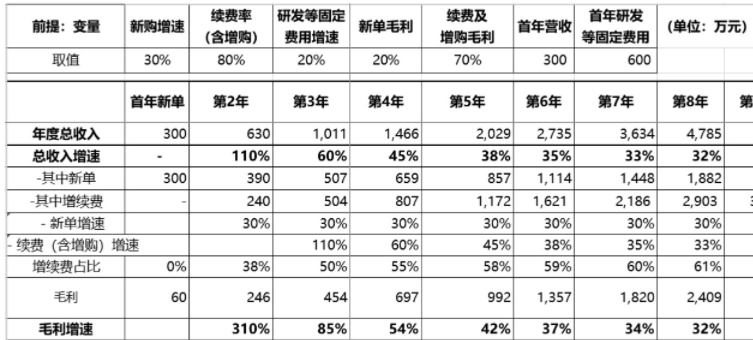 前提：变量 新购增速 续费率（含增购） 研发等固定费用增速 新单毛利 续费及增购毛利 首年营收 首年研发等固定费用 （单位：万元）
取值 30% 80% 20% 20% 70% 300 600
首年新单 第2年 第3年 第4年 第5年 第6年 第7年 第8年 第
年度总收入 300 630 1,011 1,466 2,029 2,735 3,634 4,785
总收入增速 - 110% 60% 45% 38% 35% 33% 32%
-其中新单 300 390 507 659 857 1,114 1,448 1,882
-其中增续费 - 240 504 807 1,172 1,621 2,186 2,903 3
- 新单增速 30% 30% 30% 30% 30% 30% 30%
- 续费（含增购）增速 110% 60% 45% 38% 35% 33%
增续费占比 0% 38% 50% 55% 58% 59% 60% 61%
毛利 60 246 454 697 992 1,357 1,820 2,409
毛利增速 310% 85% 54% 42% 37% 34% 32%